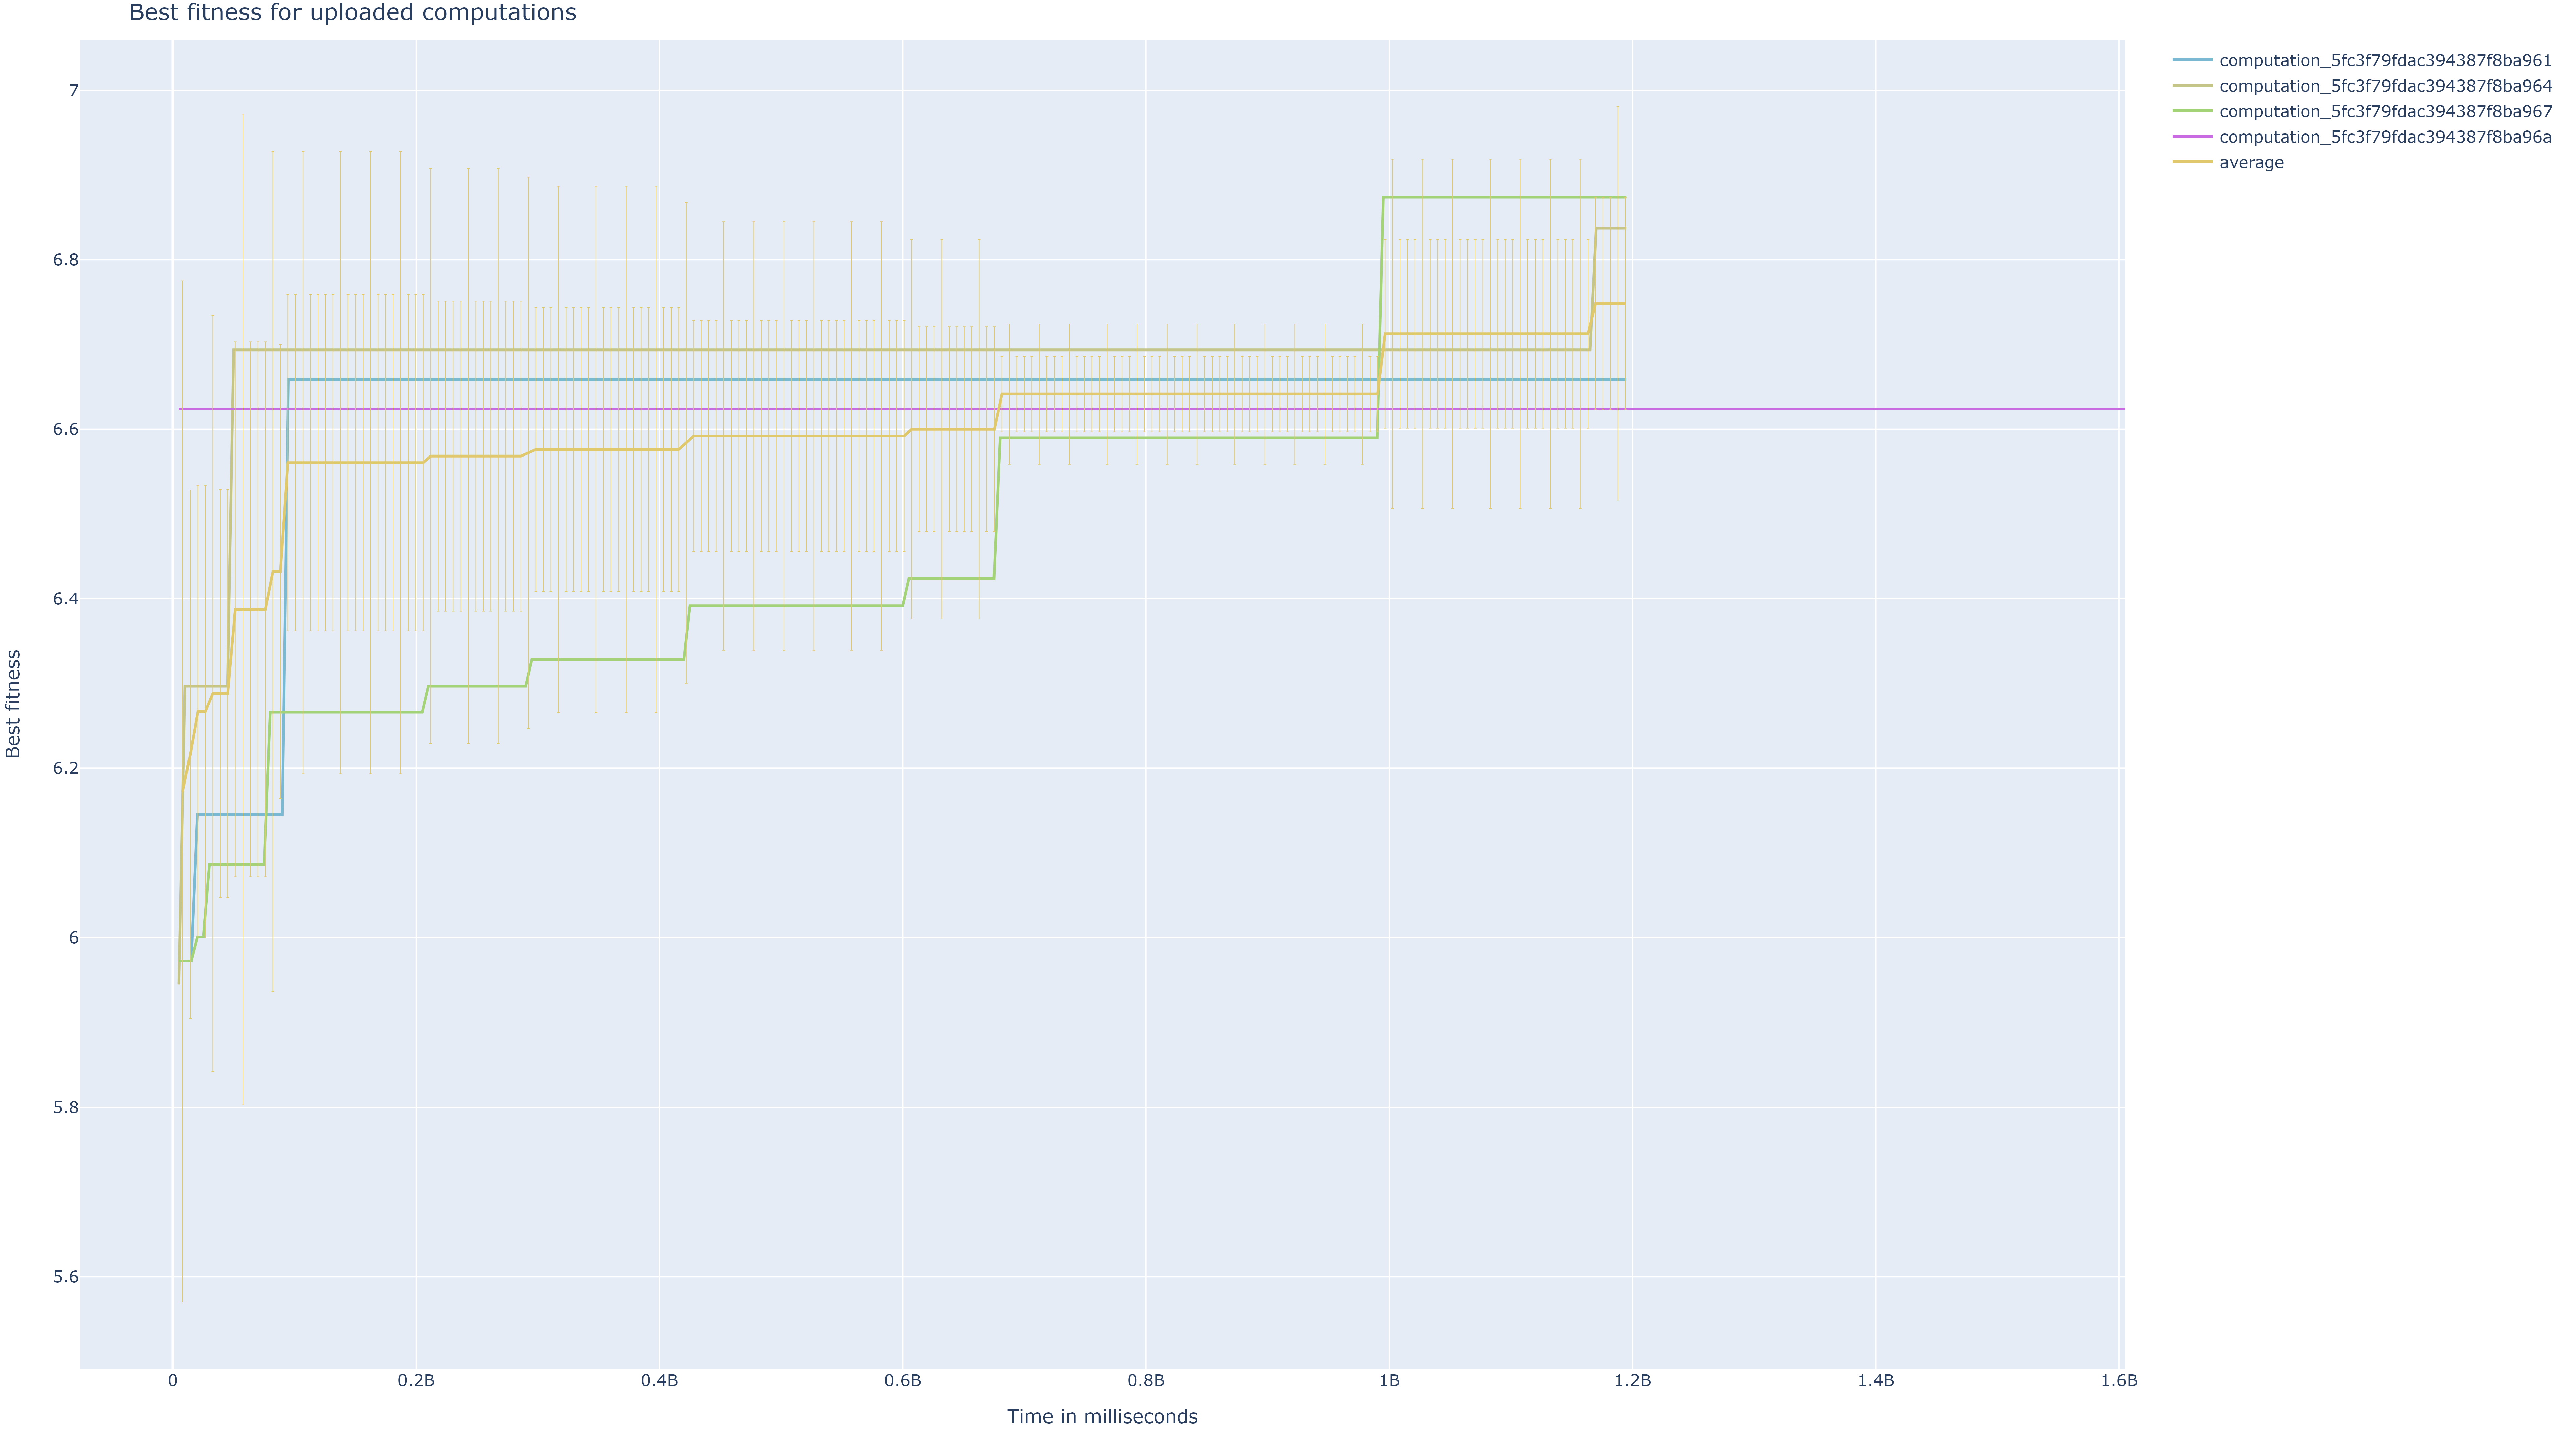 Best fitness for uploaded computations
computation_5fc3f79fdac394387f8ba961
computation_5fc3f79fdac394387f8ba964
computation_5fc3f79fdac394387f8ba967
computation_5fc3f79fdac394387f8ba96a
average
7
6.8
6.6
6.4
6.2
6
5.8
5.6
Best fitness
0 0.2B 0.4B 0.6B 0.8B 1B 1.2B 1.4B 1.6B
Time in milliseconds